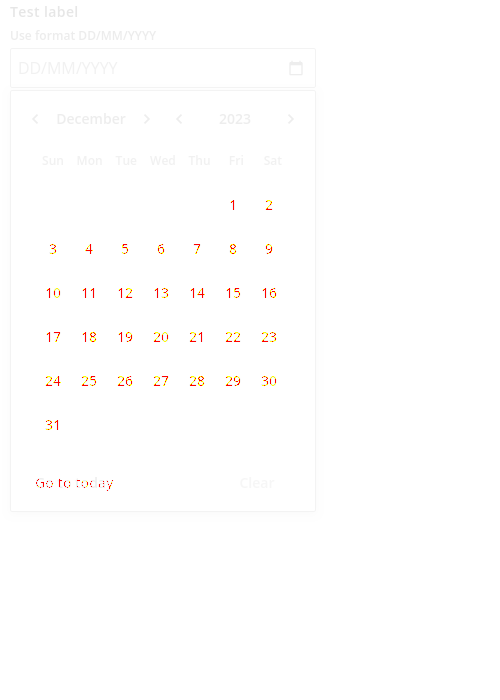 Test label
Use format DD/MM/YYYY
DD/MM/YYYY
December 2023
Sun Mon Tue Wed Thu Fri Sat
1 2
3 4 5 6 7 8 9
10 11 12 13 14 15 16
17 18 19 20 21 22 23
24 25 26 27 28 29 30
31
Go to today Clear